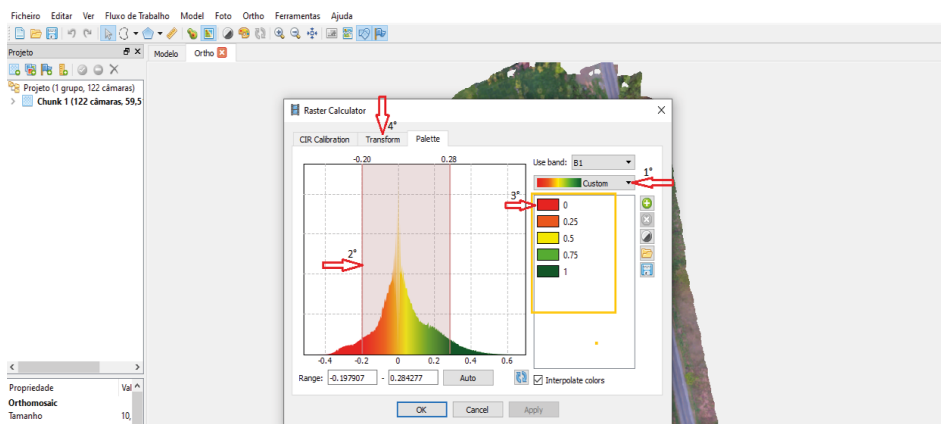 Ficheiro Editar Ver Fluxo de Trabalho Model Foto Ortho Ferramentas Ajuda
Projeto
Modelo Ortho
Projeto (1 grupo, 122 câmaras)
Chunk 1 (122 câmaras, 59,5
Propriedade Val
Orthomosaic
Tamanho 10,
Raster Calculator
4°
CIR Calibration Transform Palette
-0.20 0.28
Use band: B1
1°
Custom
3°
0
0.25
0.5
0.75
1
2°
-0.4 -0.2 0 0.2 0.4 0.6
Range: -0.197907 - 0.284277 Auto
Interpolate colors
OK Cancel Apply